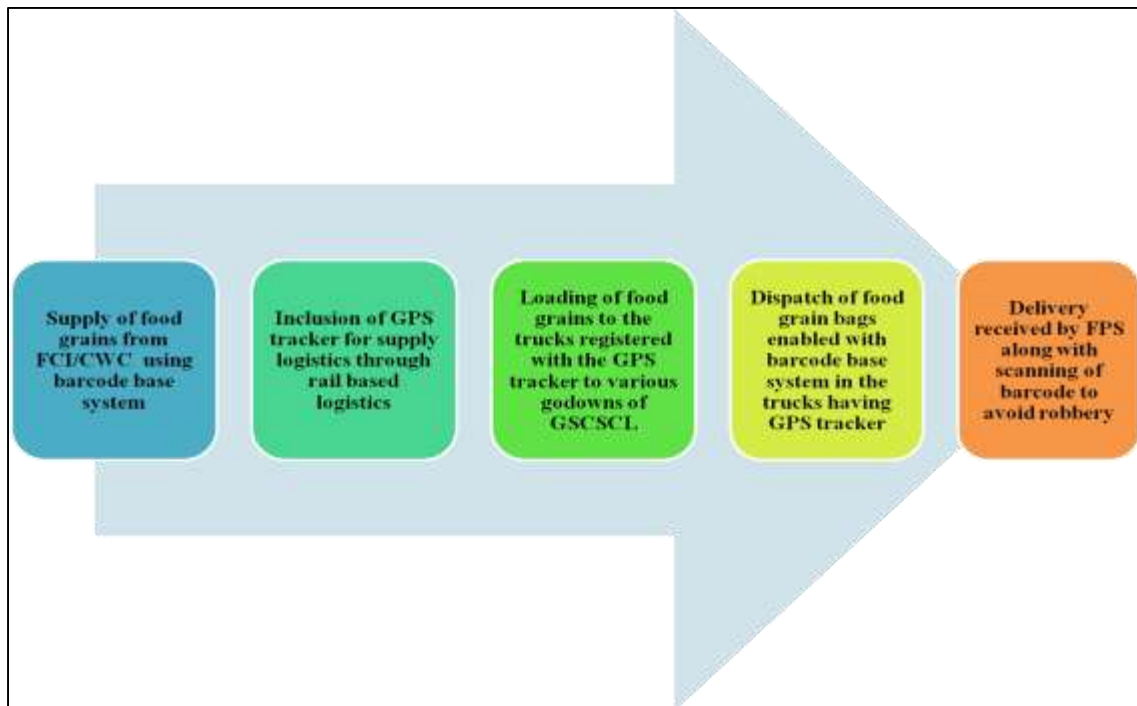 Supply of food
grains from
FCI/CWC using
barcode base
system
Inclusion of GPS
tracker for supply
logistics through
rail based
logistics
Loading of food
grains to the
trucks registered
with the GPS
tracker to various
godowns of
GSCSCL
Dispatch of food
grain bags
enabled with
barcode base
system in the
trucks having
GPS tracker
Delivery
received by FPS
along with
scanning of
barcode to
avoid robbery